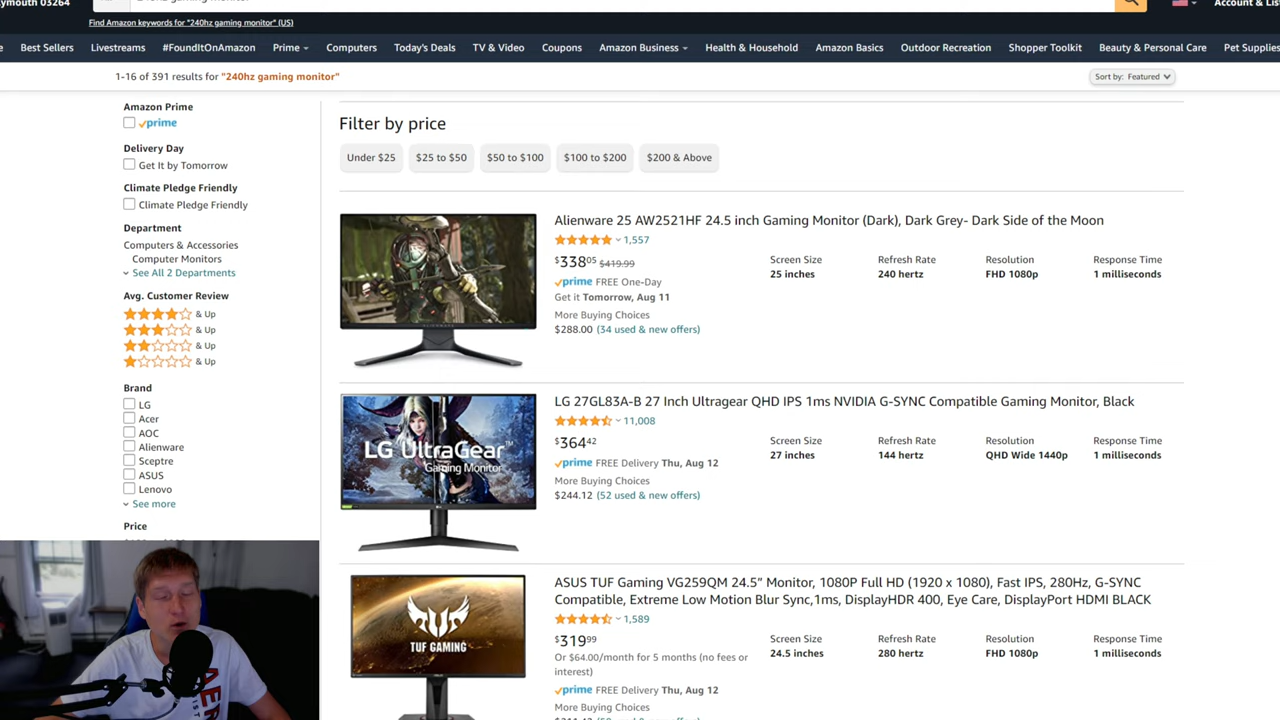 lymouth 03264
Account & Lis
Find Amazon keywords for "240hz gaming monitor" (US)
Best Sellers Livestreams #FoundItOnAmazon Prime Computers Today's Deals TV & Video Coupons Amazon Business Health & Household Amazon Basics Outdoor Recreation Shopper Toolkit Beauty & Personal Care Pet Supplies
1-16 of 391 results for "240hz gaming monitor"
Sort by: Featured
Amazon Prime
prime
Delivery Day
Get It by Tomorrow
Climate Pledge Friendly
Climate Pledge Friendly
Department
Computers & Accessories
Computer Monitors
See All 2 Departments
Avg. Customer Review
& Up
& Up
& Up
& Up
Brand
LG
Acer
AOC
Alienware
Sceptre
ASUS
Lenovo
See more
Price
Filter by price
Under $25 $25 to $50 $50 to $100 $100 to $200 $200 & Above
Alienware 25 AW2521HF 24.5 inch Gaming Monitor (Dark), Dark Grey- Dark Side of the Moon
1,557
$338.05 $419.99
prime FREE One-Day
Get it Tomorrow, Aug 11
More Buying Choices
$288.00 (34 used & new offers)
Screen Size Refresh Rate Resolution Response Time
25 inches 240 hertz FHD 1080p 1 milliseconds
LG UltraGear™
Gaming Monitor
LG 27GL83A-B 27 Inch Ultragear QHD IPS 1ms NVIDIA G-SYNC Compatible Gaming Monitor, Black
11,008
$364.42
prime FREE Delivery Thu, Aug 12
More Buying Choices
$244.12 (52 used & new offers)
Screen Size Refresh Rate Resolution Response Time
27 inches 144 hertz QHD Wide 1440p 1 milliseconds
TUF GAMING
ASUS TUF Gaming VG259QM 24.5" Monitor, 1080P Full HD (1920 x 1080), Fast IPS, 280Hz, G-SYNC
Compatible, Extreme Low Motion Blur Sync,1ms, DisplayHDR 400, Eye Care, DisplayPort HDMI BLACK
1,589
$319.99
Or $64.00/month for 5 months (no fees or
interest)
prime FREE Delivery Thu, Aug 12
More Buying Choices
Screen Size Refresh Rate Resolution Response Time
24.5 inches 280 hertz FHD 1080p 1 milliseconds